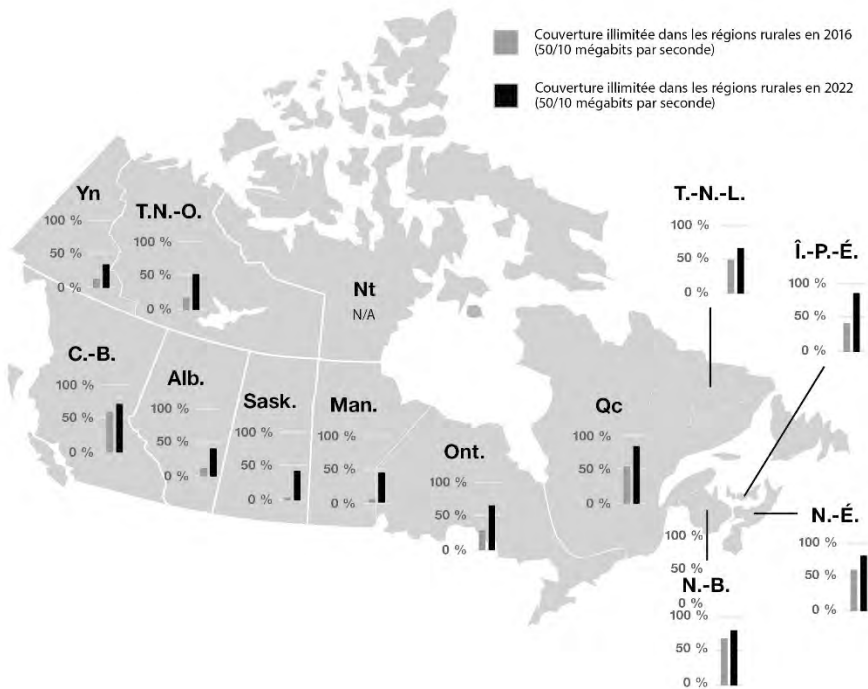 Couverture illimitée dans les régions rurales en 2016
(50/10 mégabits par seconde)
Couverture illimitée dans les régions rurales en 2022
(50/10 mégabits par seconde)
Yn
100 %
50 %
0 %
T.N.-O.
100 %
50 %
0 %
Nt
N/A
T.-N.-L.
100 %
50 %
0 %
Î.-P.-É.
100 %
50 %
0 %
C.-B.
100 %
50 %
0 %
Alb.
100 %
50 %
0 %
Sask.
100 %
50 %
0 %
Man.
100 %
50 %
0 %
Ont.
100 %
50 %
0 %
Qc
100 %
50 %
0 %
100 %
50 %
0 %
N.-É.
100 %
50 %
0 %
N.-B.
100 %
50 %
0 %